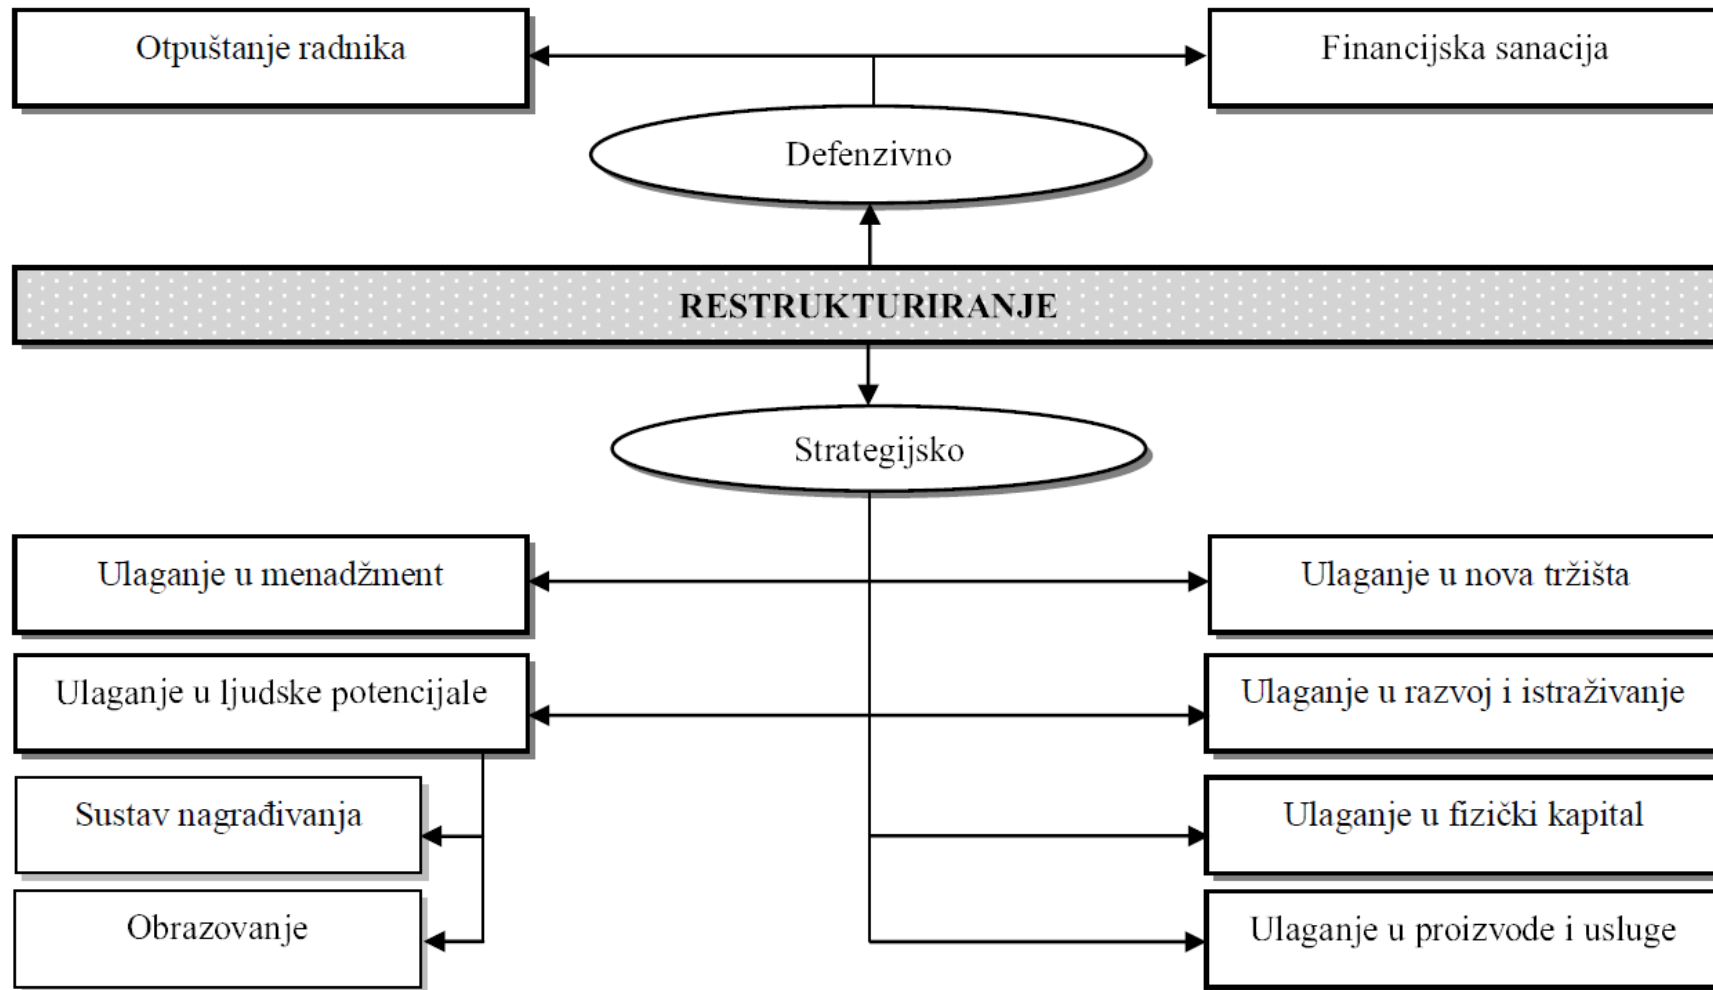 Otpuštanje radnika
Financijska sanacija
Defenzivno
RESTRUKTURIRANJE
Strategijsko
Ulaganje u menadžment
Ulaganje u nova tržišta
Ulaganje u ljudske potencijale
Ulaganje u razvoj i istraživanje
Sustav nagrađivanja
Ulaganje u fizički kapital
Obrazovanje
Ulaganje u proizvode i usluge